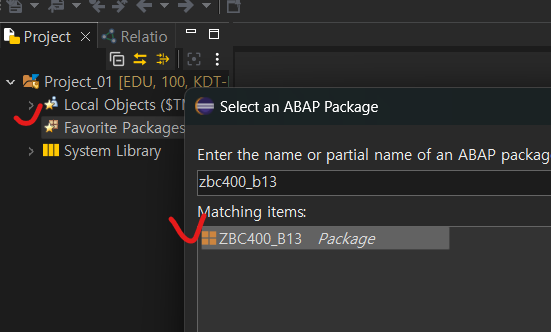 Project
Relatio
Project_01 [EDU, 100, KDT-
Local Objects ($TM
Favorite Packages
System Library
Select an ABAP Package
Enter the name or partial name of an ABAP packag
zbc400_b13
Matching items:
ZBC400_B13 Package